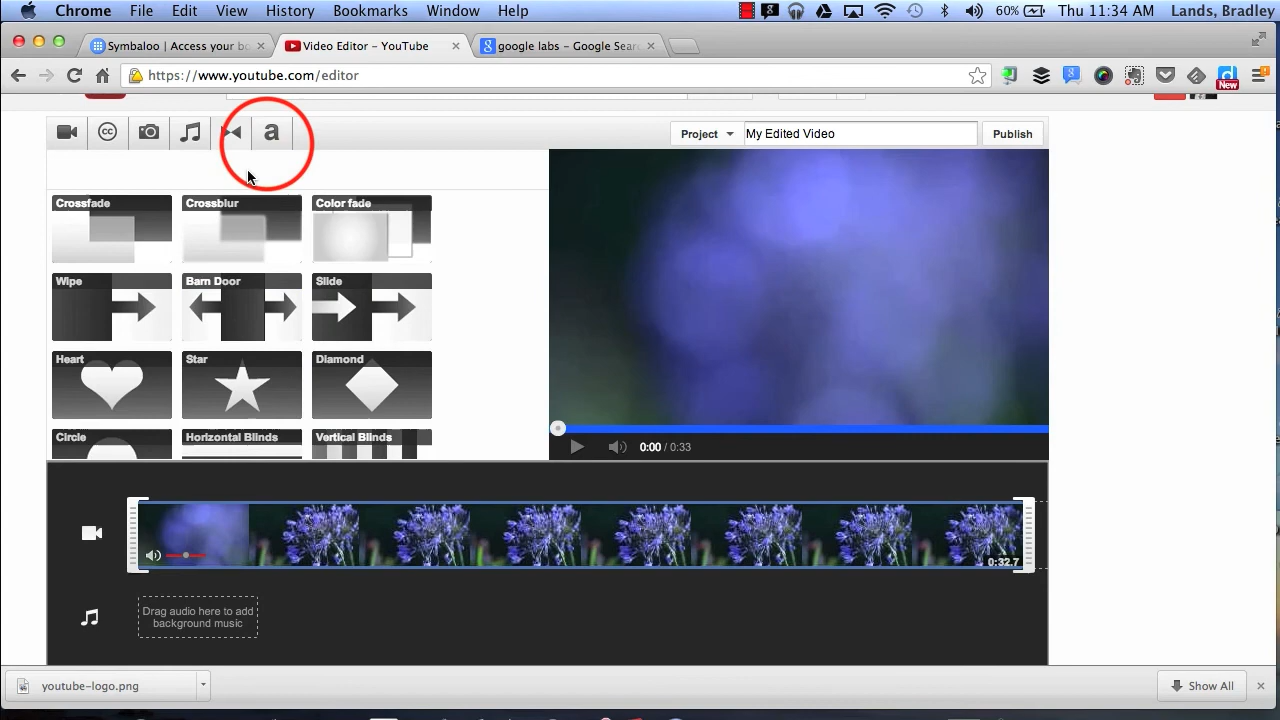 Chrome File Edit View History Bookmarks Window Help 60% Thu 11:34 AM Lands, Bradley
Symbaloo | Access your bo Video Editor – YouTube google labs – Google Sear
https://www.youtube.com/editor
New
CC a Project My Edited Video Publish
Crossfade Crossblur Color fade
Wipe Barn Door Slide
Heart Star Diamond
Circle Horizontal Blinds Vertical Blinds
0:00 / 0:33
0:32.7
Drag audio here to add
background music
youtube-logo.png Show All